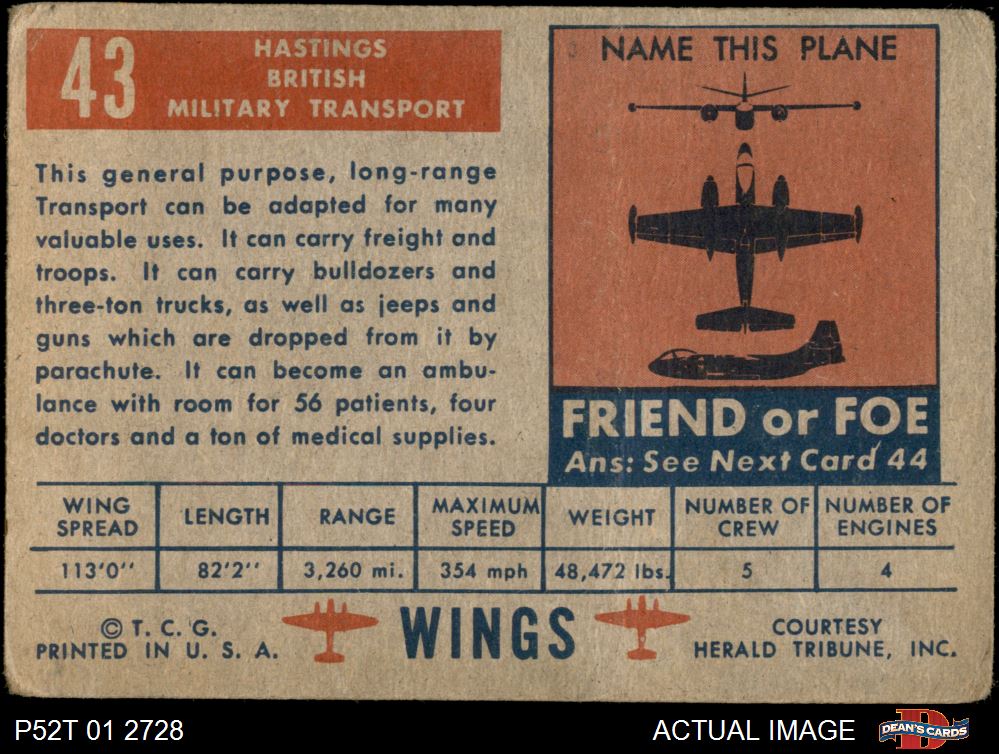 43
HASTINGS
BRITISH
MILITARY TRANSPORT
This general purpose, long-range
Transport can be adapted for many
valuable uses. It can carry freight and
troops. It can carry bulldozers and
three-ton trucks, as well as jeeps and
guns which are dropped from it by
parachute. It can become an ambu-
lance with room for 56 patients, four
doctors and a ton of medical supplies.
NAME THIS PLANE
FRIEND or FOE
Ans: See Next Card 44
WING SPREAD LENGTH RANGE MAXIMUM SPEED WEIGHT NUMBER OF CREW NUMBER OF ENGINES
113'0'' 82'2'' 3,260 mi. 354 mph 48,472 lbs. 5 4
© T. C. G.
PRINTED IN U. S. A.
WINGS
COURTESY
HERALD TRIBUNE, INC.
P52T 01 2728
ACTUAL IMAGE
DEAN'S CARDS